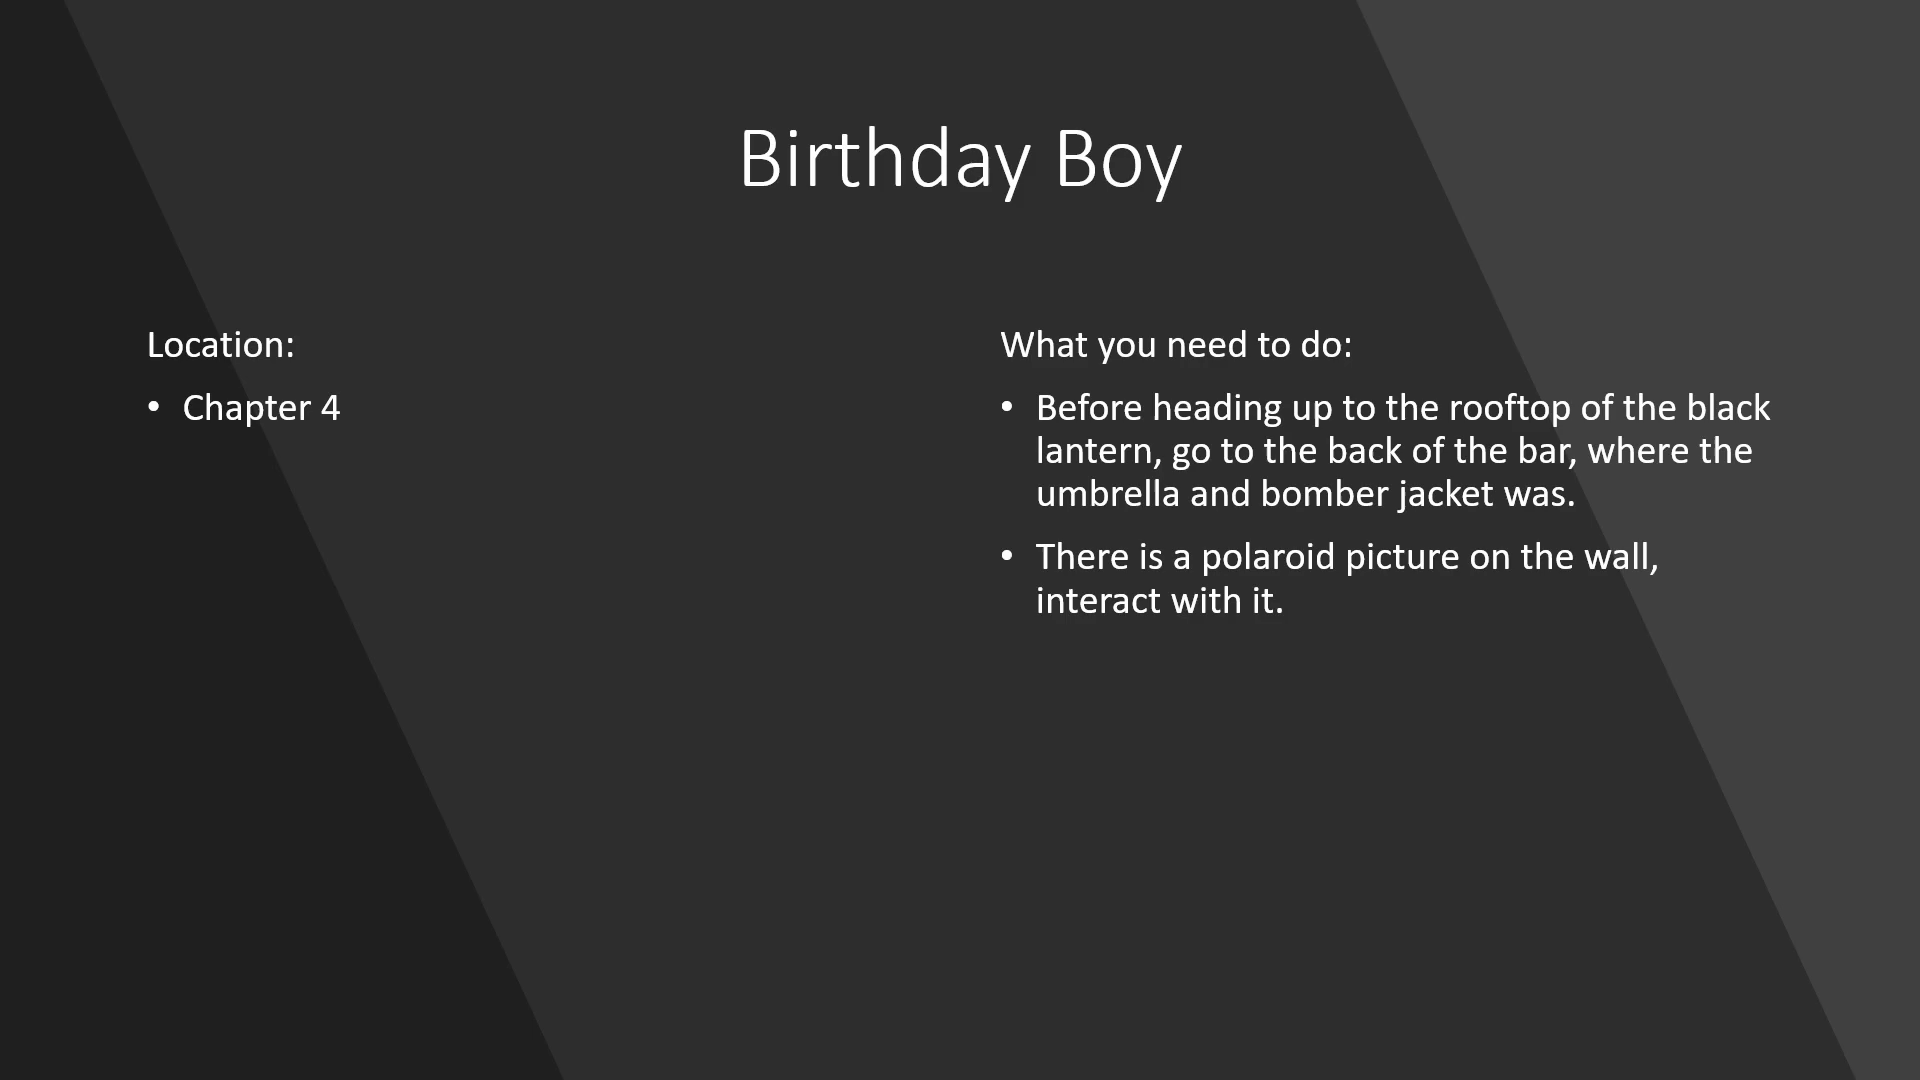 Birthday Boy
Location:
• Chapter 4
What you need to do:
• Before heading up to the rooftop of the black
lantern, go to the back of the bar, where the
umbrella and bomber jacket was.
• There is a polaroid picture on the wall,
interact with it.